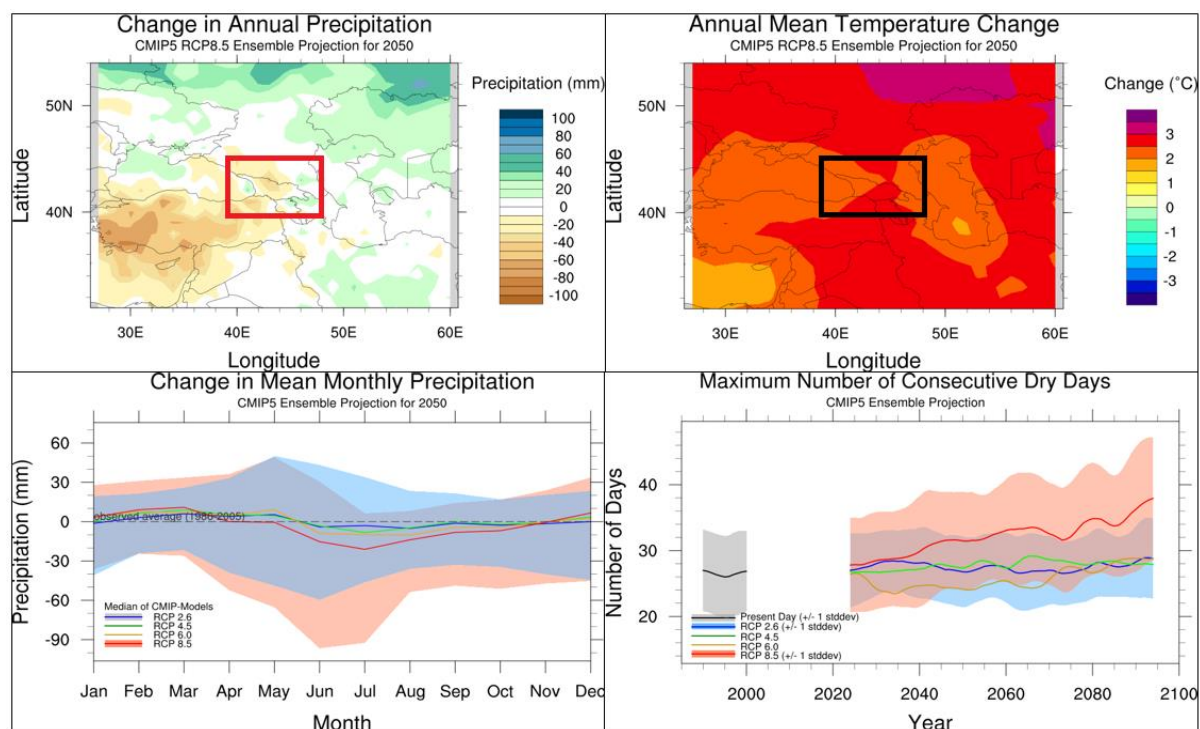 Change in Annual Precipitation
CMIP5 RCP8.5 Ensemble Projection for 2050
Precipitation (mm)
100
80
60
40
20
10
0
-10
-20
-40
-60
-80
-100
50N
40N
Latitude
30E 40E 50E 60E
Longitude
Annual Mean Temperature Change
CMIP5 RCP8.5 Ensemble Projection for 2050
Change (°C)
4
3
2
1
0
-1
-2
-3
-4
50N
40N
Latitude
30E 40E 50E 60E
Longitude
Change in Mean Monthly Precipitation
CMIP5 Ensemble Projection for 2050
Precipitation (mm)
60
30
0
-30
-60
-90
observed average (1986-2005)
Median of CMIP-Models
RCP 2.6
RCP 4.5
RCP 6.0
RCP 8.5
Jan Feb Mar Apr May Jun Jul Aug Sep Oct Nov Dec
Month
Maximum Number of Consecutive Dry Days
CMIP5 Ensemble Projection
Number of Days
40
30
20
Present Day (+/- 1 stddev)
RCP 2.6 (+/- 1 stddev)
RCP 4.5
RCP 6.0
RCP 8.5 (+/- 1 stddev)
2000 2020 2040 2060 2080 2100
Year